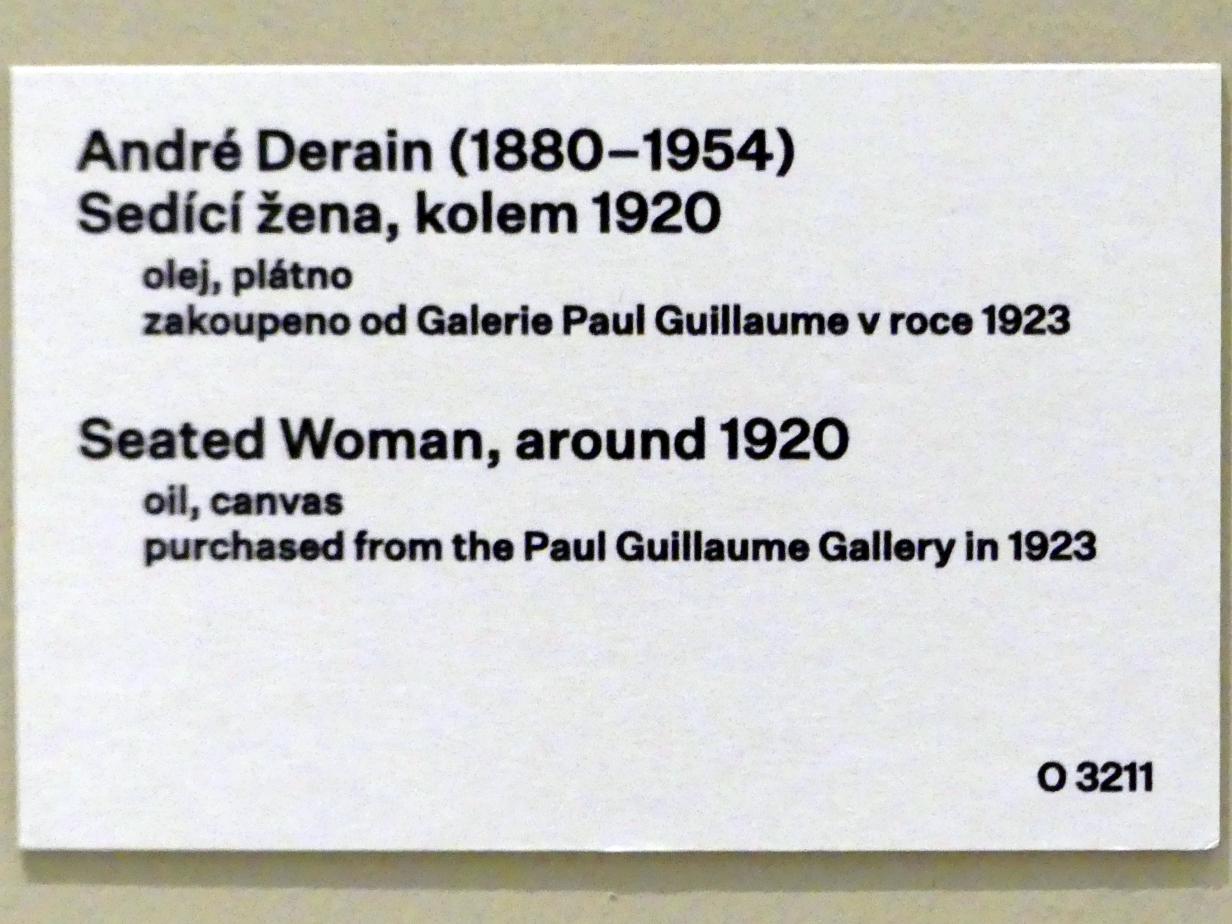 André Derain (1880–1954)
Sedící žena, kolem 1920
olej, plátno
zakoupeno od Galerie Paul Guillaume v roce 1923
Seated Woman, around 1920
oil, canvas
purchased from the Paul Guillaume Gallery in 1923
O 3211